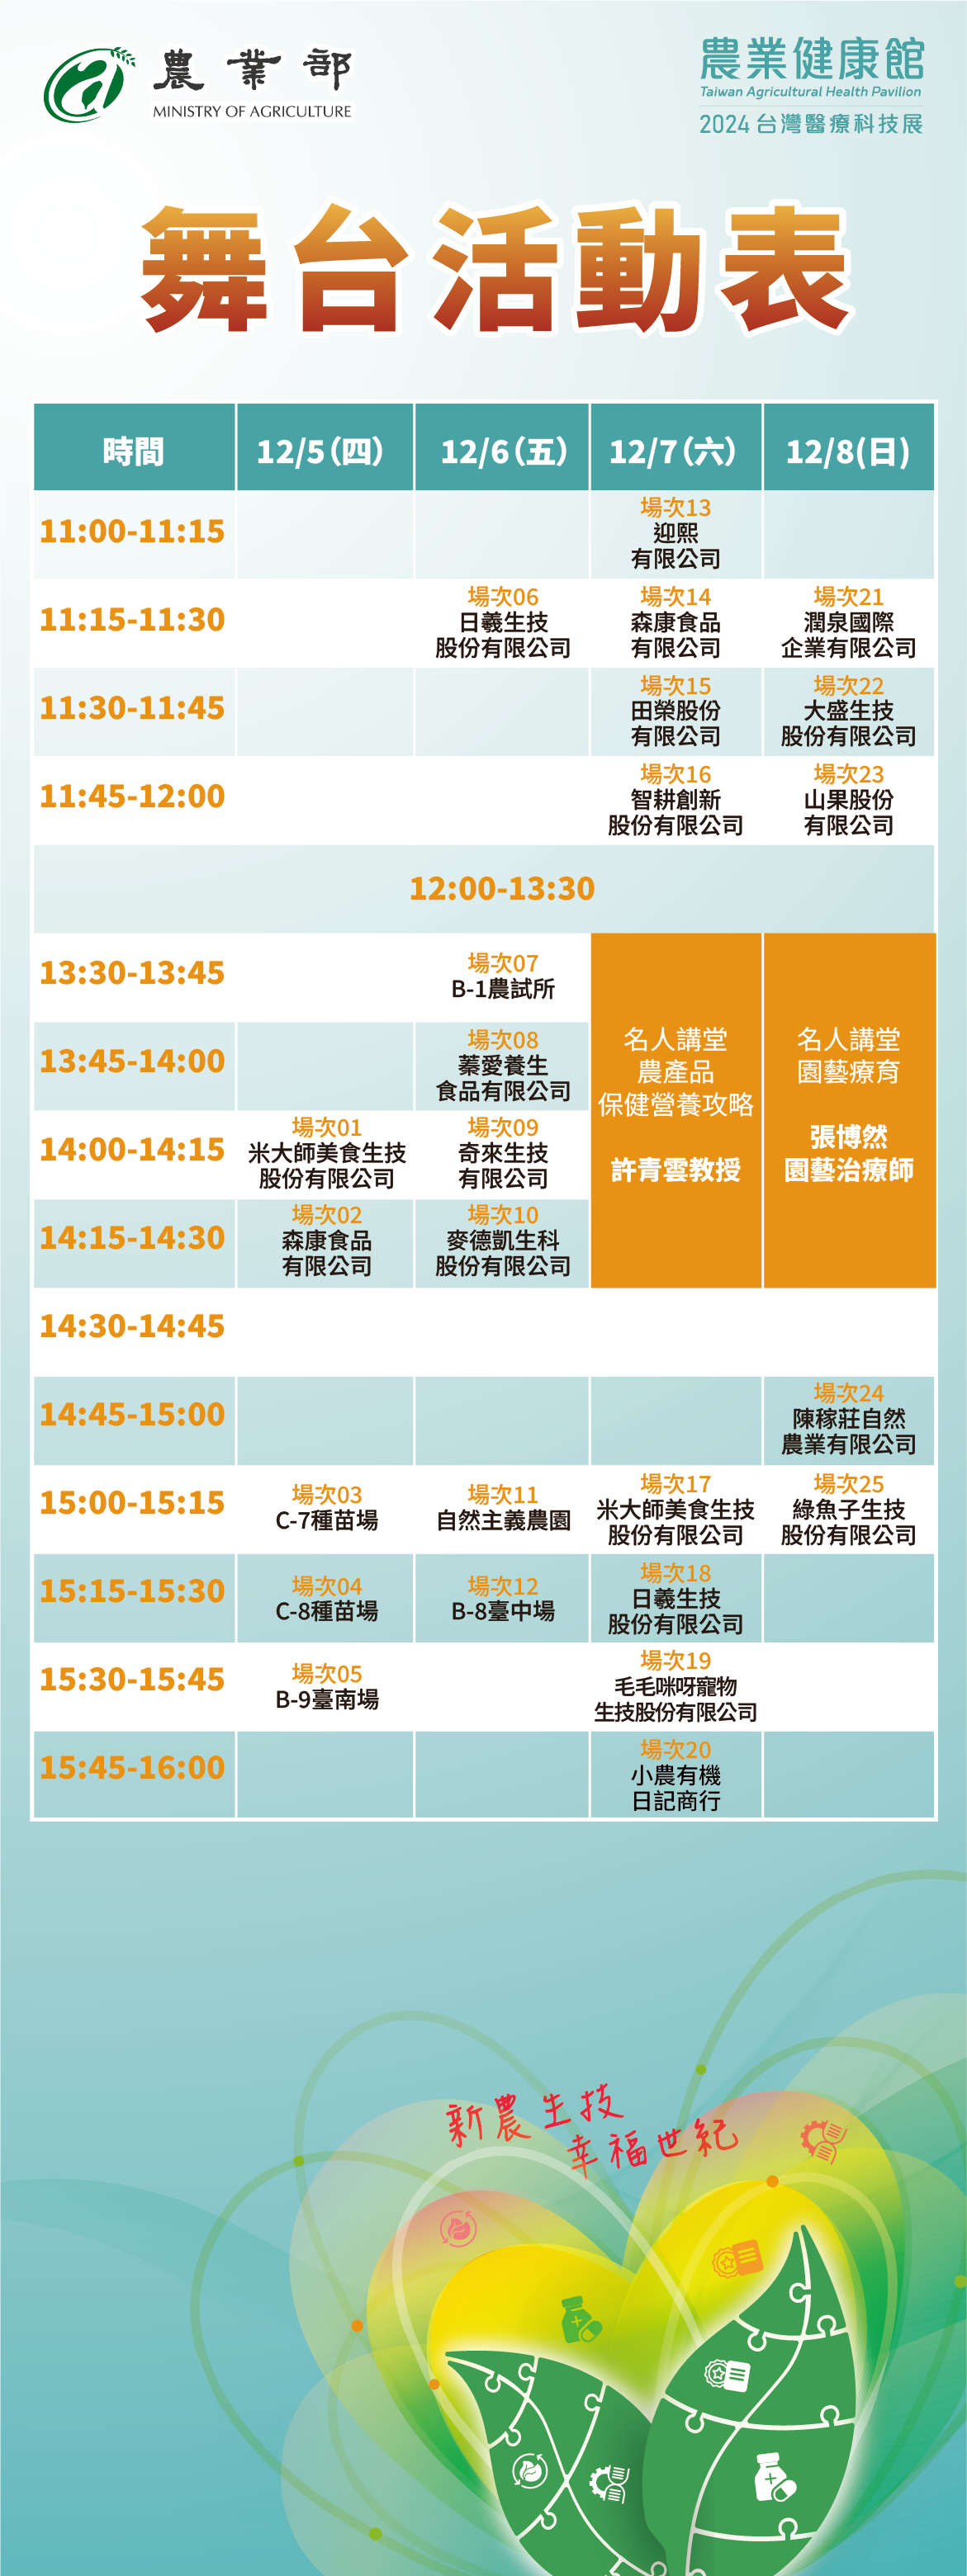 農業部
MINISTRY OF AGRICULTURE
農業健康館
Taiwan Agricultural Health Pavilion
2024 台灣醫療科技展
舞台活動表
時間
12/5(四)
12/6(五)
12/7(六)
12/8(日)
11:00-11:15
場次13
迎熙
有限公司
11:15-11:30
場次06
日羲生技
股份有限公司
場次14
森康食品
有限公司
場次21
潤泉國際
企業有限公司
11:30-11:45
場次15
田榮股份
有限公司
場次22
大盛生技
股份有限公司
11:45-12:00
場次16
智耕創新
股份有限公司
場次23
山果股份
有限公司
12:00-13:30
13:30-13:45
場次07
B-1農試所
名人講堂
農產品
保健營養攻略
許青雲教授
名人講堂
園藝療育
張博然
園藝治療師
13:45-14:00
場次08
蓁愛養生
食品有限公司
14:00-14:15
場次01
米大師美食生技
股份有限公司
場次09
奇來生技
有限公司
14:15-14:30
場次02
森康食品
有限公司
場次10
麥德凱生科
股份有限公司
14:30-14:45
14:45-15:00
場次24
陳稼莊自然
農業有限公司
15:00-15:15
場次03
C-7種苗場
場次11
自然主義農園
場次17
米大師美食生技
股份有限公司
場次25
綠魚子生技
股份有限公司
15:15-15:30
場次04
C-8種苗場
場次12
B-8臺中場
場次18
日羲生技
股份有限公司
15:30-15:45
場次05
B-9臺南場
場次19
毛毛咪呀寵物
生技股份有限公司
15:45-16:00
場次20
小農有機
日記商行
新農生技
幸福世紀